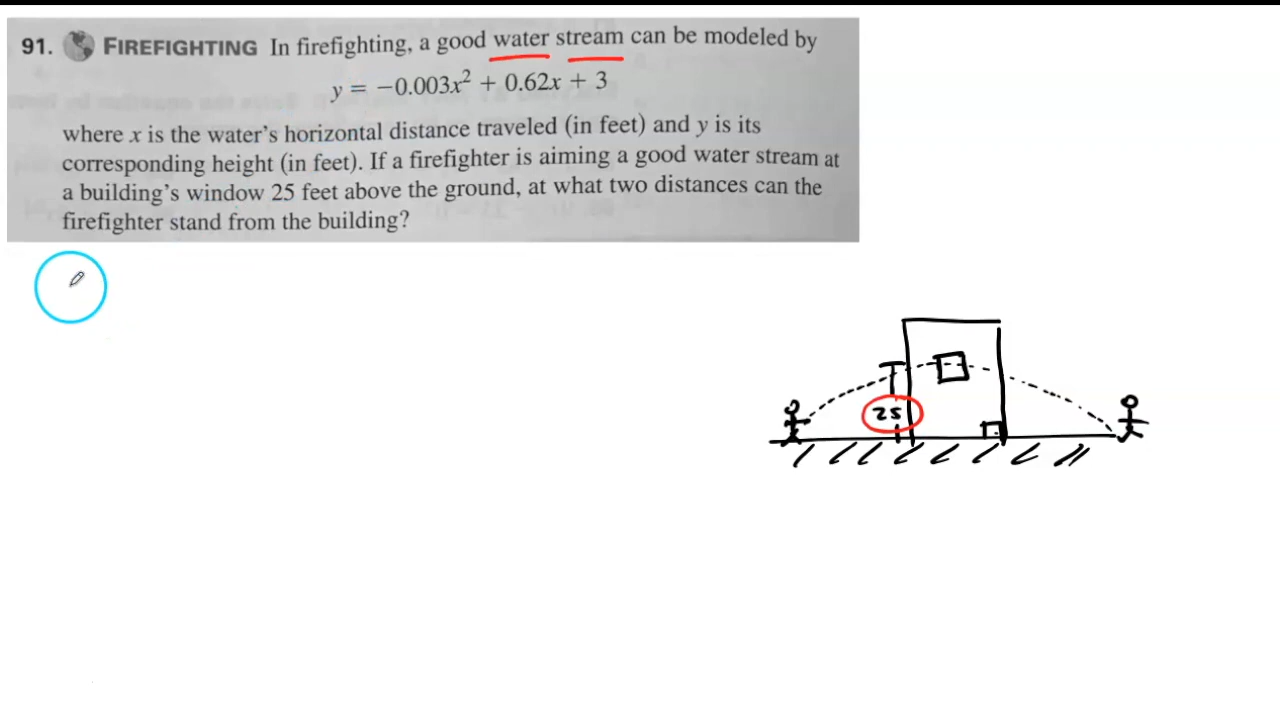 91. FIREFIGHTING In firefighting, a good water stream can be modeled by
y = −0.003x² + 0.62x + 3
where x is the water's horizontal distance traveled (in feet) and y is its
corresponding height (in feet). If a firefighter is aiming a good water stream at
a building's window 25 feet above the ground, at what two distances can the
firefighter stand from the building?
25